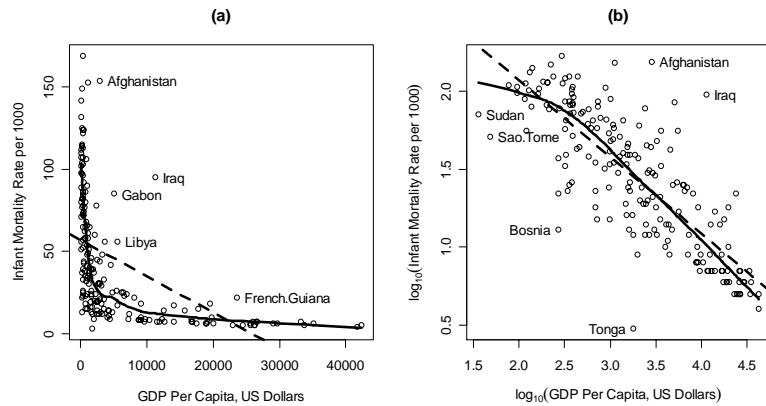 (a)
Infant Mortality Rate per 1000
150
100
50
0
Afghanistan
Iraq
Gabon
Libya
French.Guiana
0 10000 20000 30000 40000
GDP Per Capita, US Dollars
(b)
log10(Infant Mortality Rate per 1000)
2.0
1.5
1.0
0.5
Afghanistan
Iraq
Sudan
Sao.Tome
Bosnia
Tonga
1.5 2.0 2.5 3.0 3.5 4.0 4.5
log10(GDP Per Capita, US Dollars)